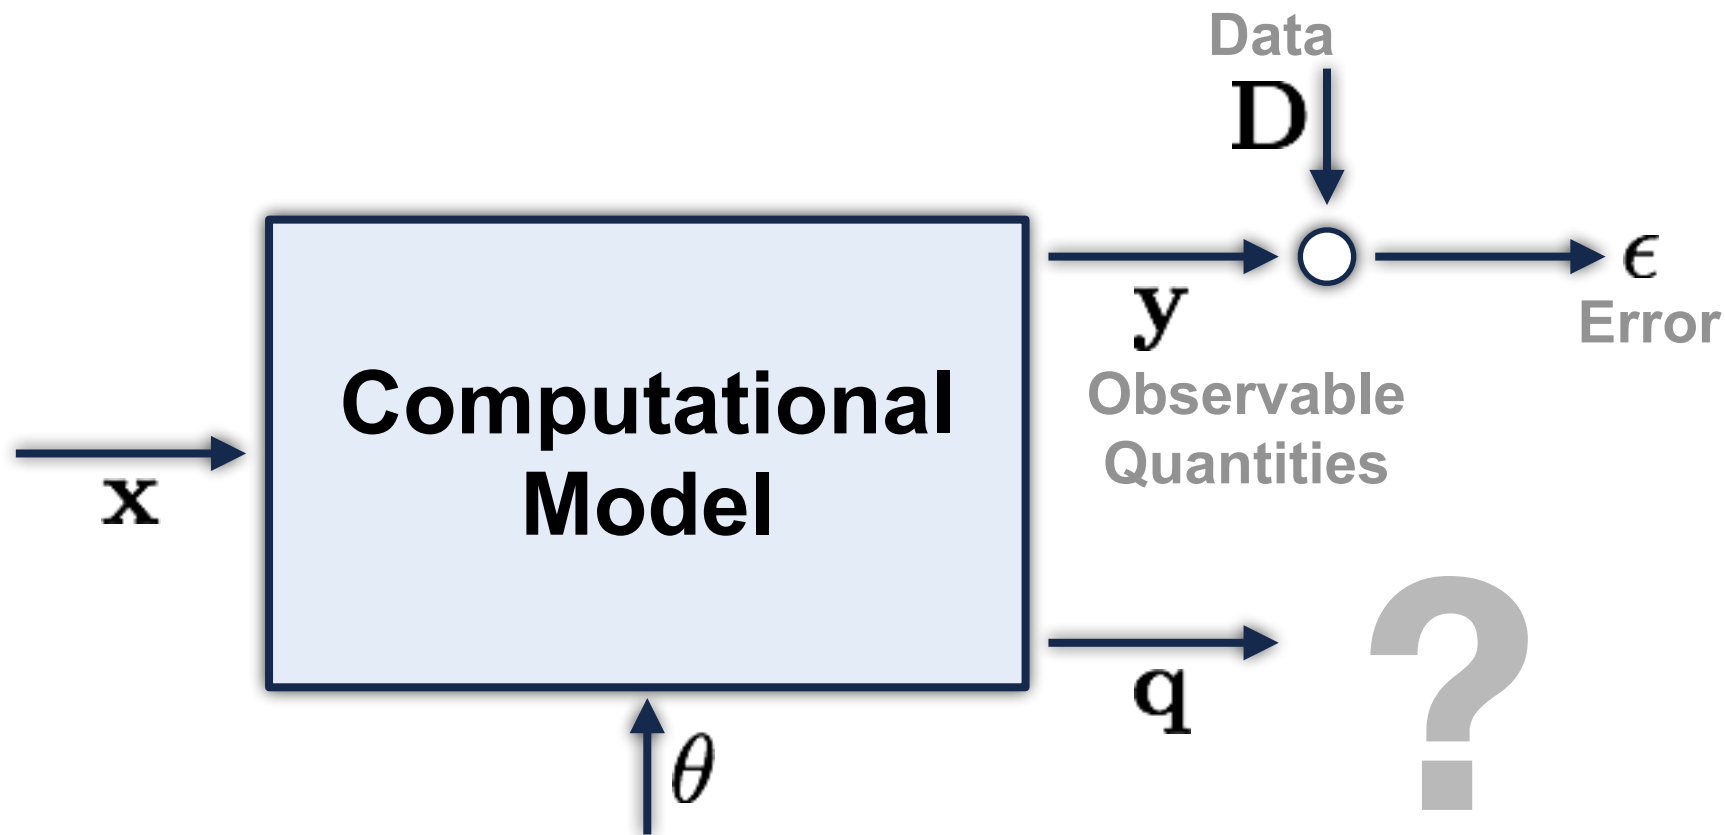 Data
D
ϵ
Error
y
Observable
Quantities
Computational
Model
x
q
?
θ